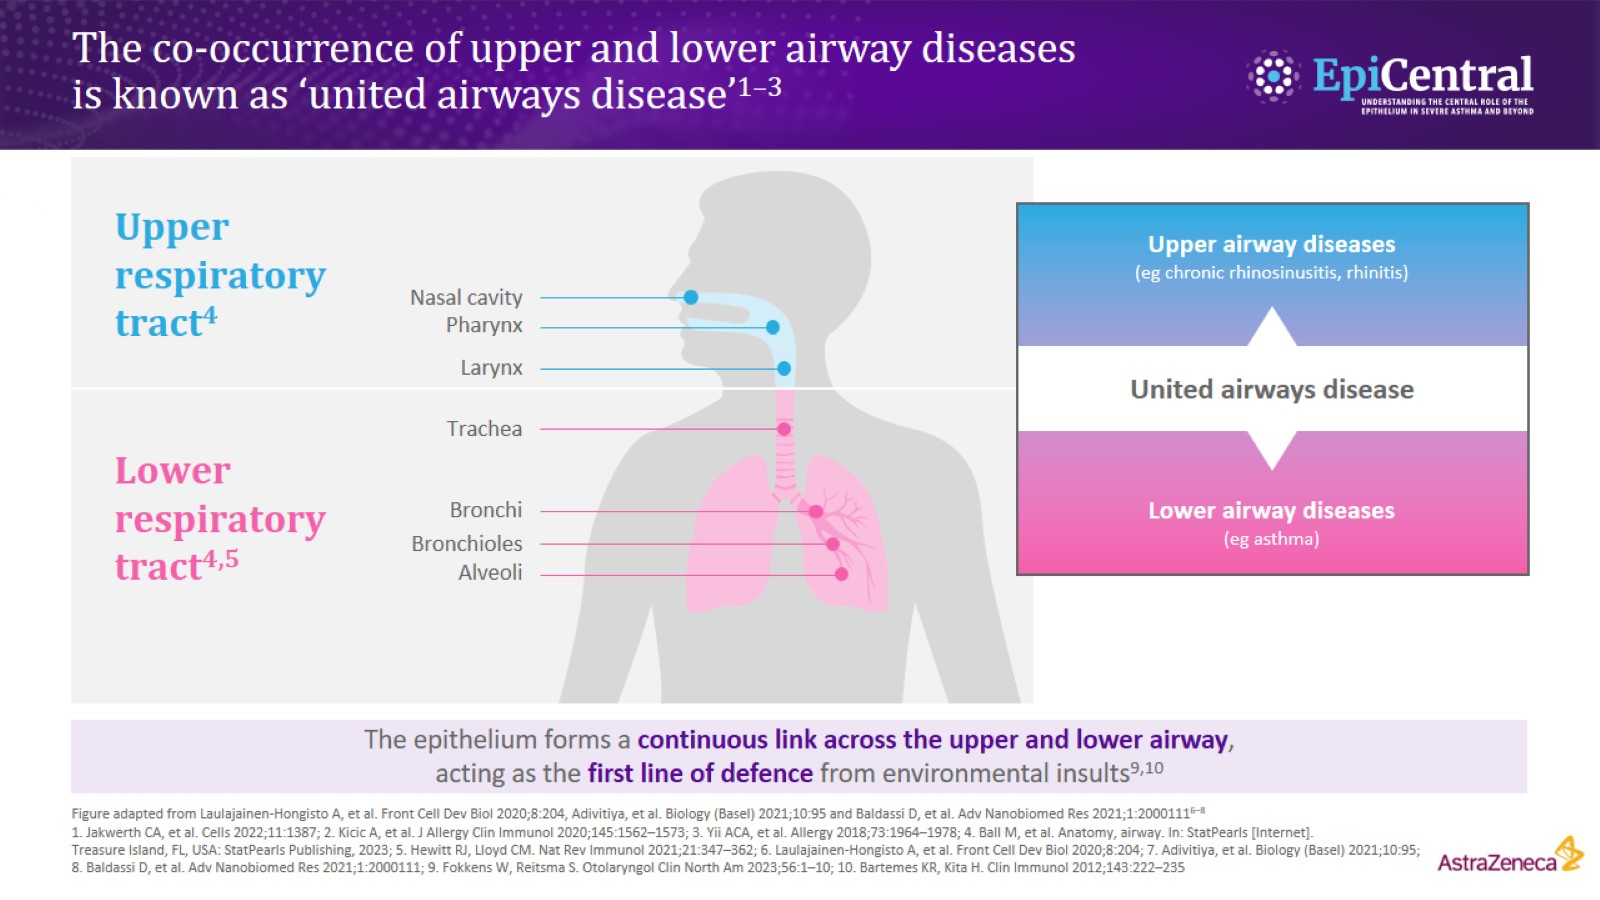 The co-occurrence of upper and lower airway diseases
is known as ‘united airways disease’1–3
EpiCentral
UNDERSTANDING THE CENTRAL ROLE OF THE
EPITHELIUM IN SEVERE ASTHMA AND BEYOND
Upper
respiratory
tract4
Nasal cavity
Pharynx
Larynx
Lower
respiratory
tract4,5
Trachea
Bronchi
Bronchioles
Alveoli
Upper airway diseases
(eg chronic rhinosinusitis, rhinitis)
United airways disease
Lower airway diseases
(eg asthma)
The epithelium forms a continuous link across the upper and lower airway,
acting as the first line of defence from environmental insults9,10
Figure adapted from Laulajainen-Hongisto A, et al. Front Cell Dev Biol 2020;8:204, Adivitiya, et al. Biology (Basel) 2021;10:95 and Baldassi D, et al. Adv Nanobiomed Res 2021;1:20001116–8
1. Jakwerth CA, et al. Cells 2022;11:1387; 2. Kicic A, et al. J Allergy Clin Immunol 2020;145:1562–1573; 3. Yii ACA, et al. Allergy 2018;73:1964–1978; 4. Ball M, et al. Anatomy, airway. In: StatPearls [Internet].
Treasure Island, FL, USA: StatPearls Publishing, 2023; 5. Hewitt RJ, Lloyd CM. Nat Rev Immunol 2021;21:347–362; 6. Laulajainen-Hongisto A, et al. Front Cell Dev Biol 2020;8:204; 7. Adivitiya, et al. Biology (Basel) 2021;10:95;
8. Baldassi D, et al. Adv Nanobiomed Res 2021;1:2000111; 9. Fokkens W, Reitsma S. Otolaryngol Clin North Am 2023;56:1–10; 10. Bartemes KR, Kita H. Clin Immunol 2012;143:222–235
AstraZeneca